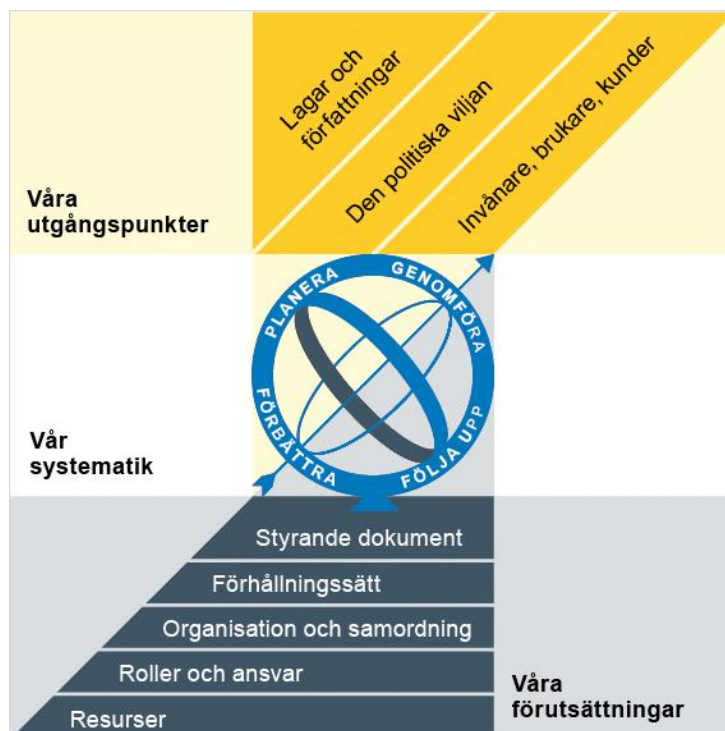 Lagar och
författningar
Den politiska viljan
Invånare, brukare, kunder
Våra
utgångspunkter
PLANERA
GENOMFÖRA
FÖLJA UPP
FÖRBÄTTRA
Vår
systematik
Styrande dokument
Förhållningssätt
Organisation och samordning
Roller och ansvar
Resurser
Våra
förutsättningar